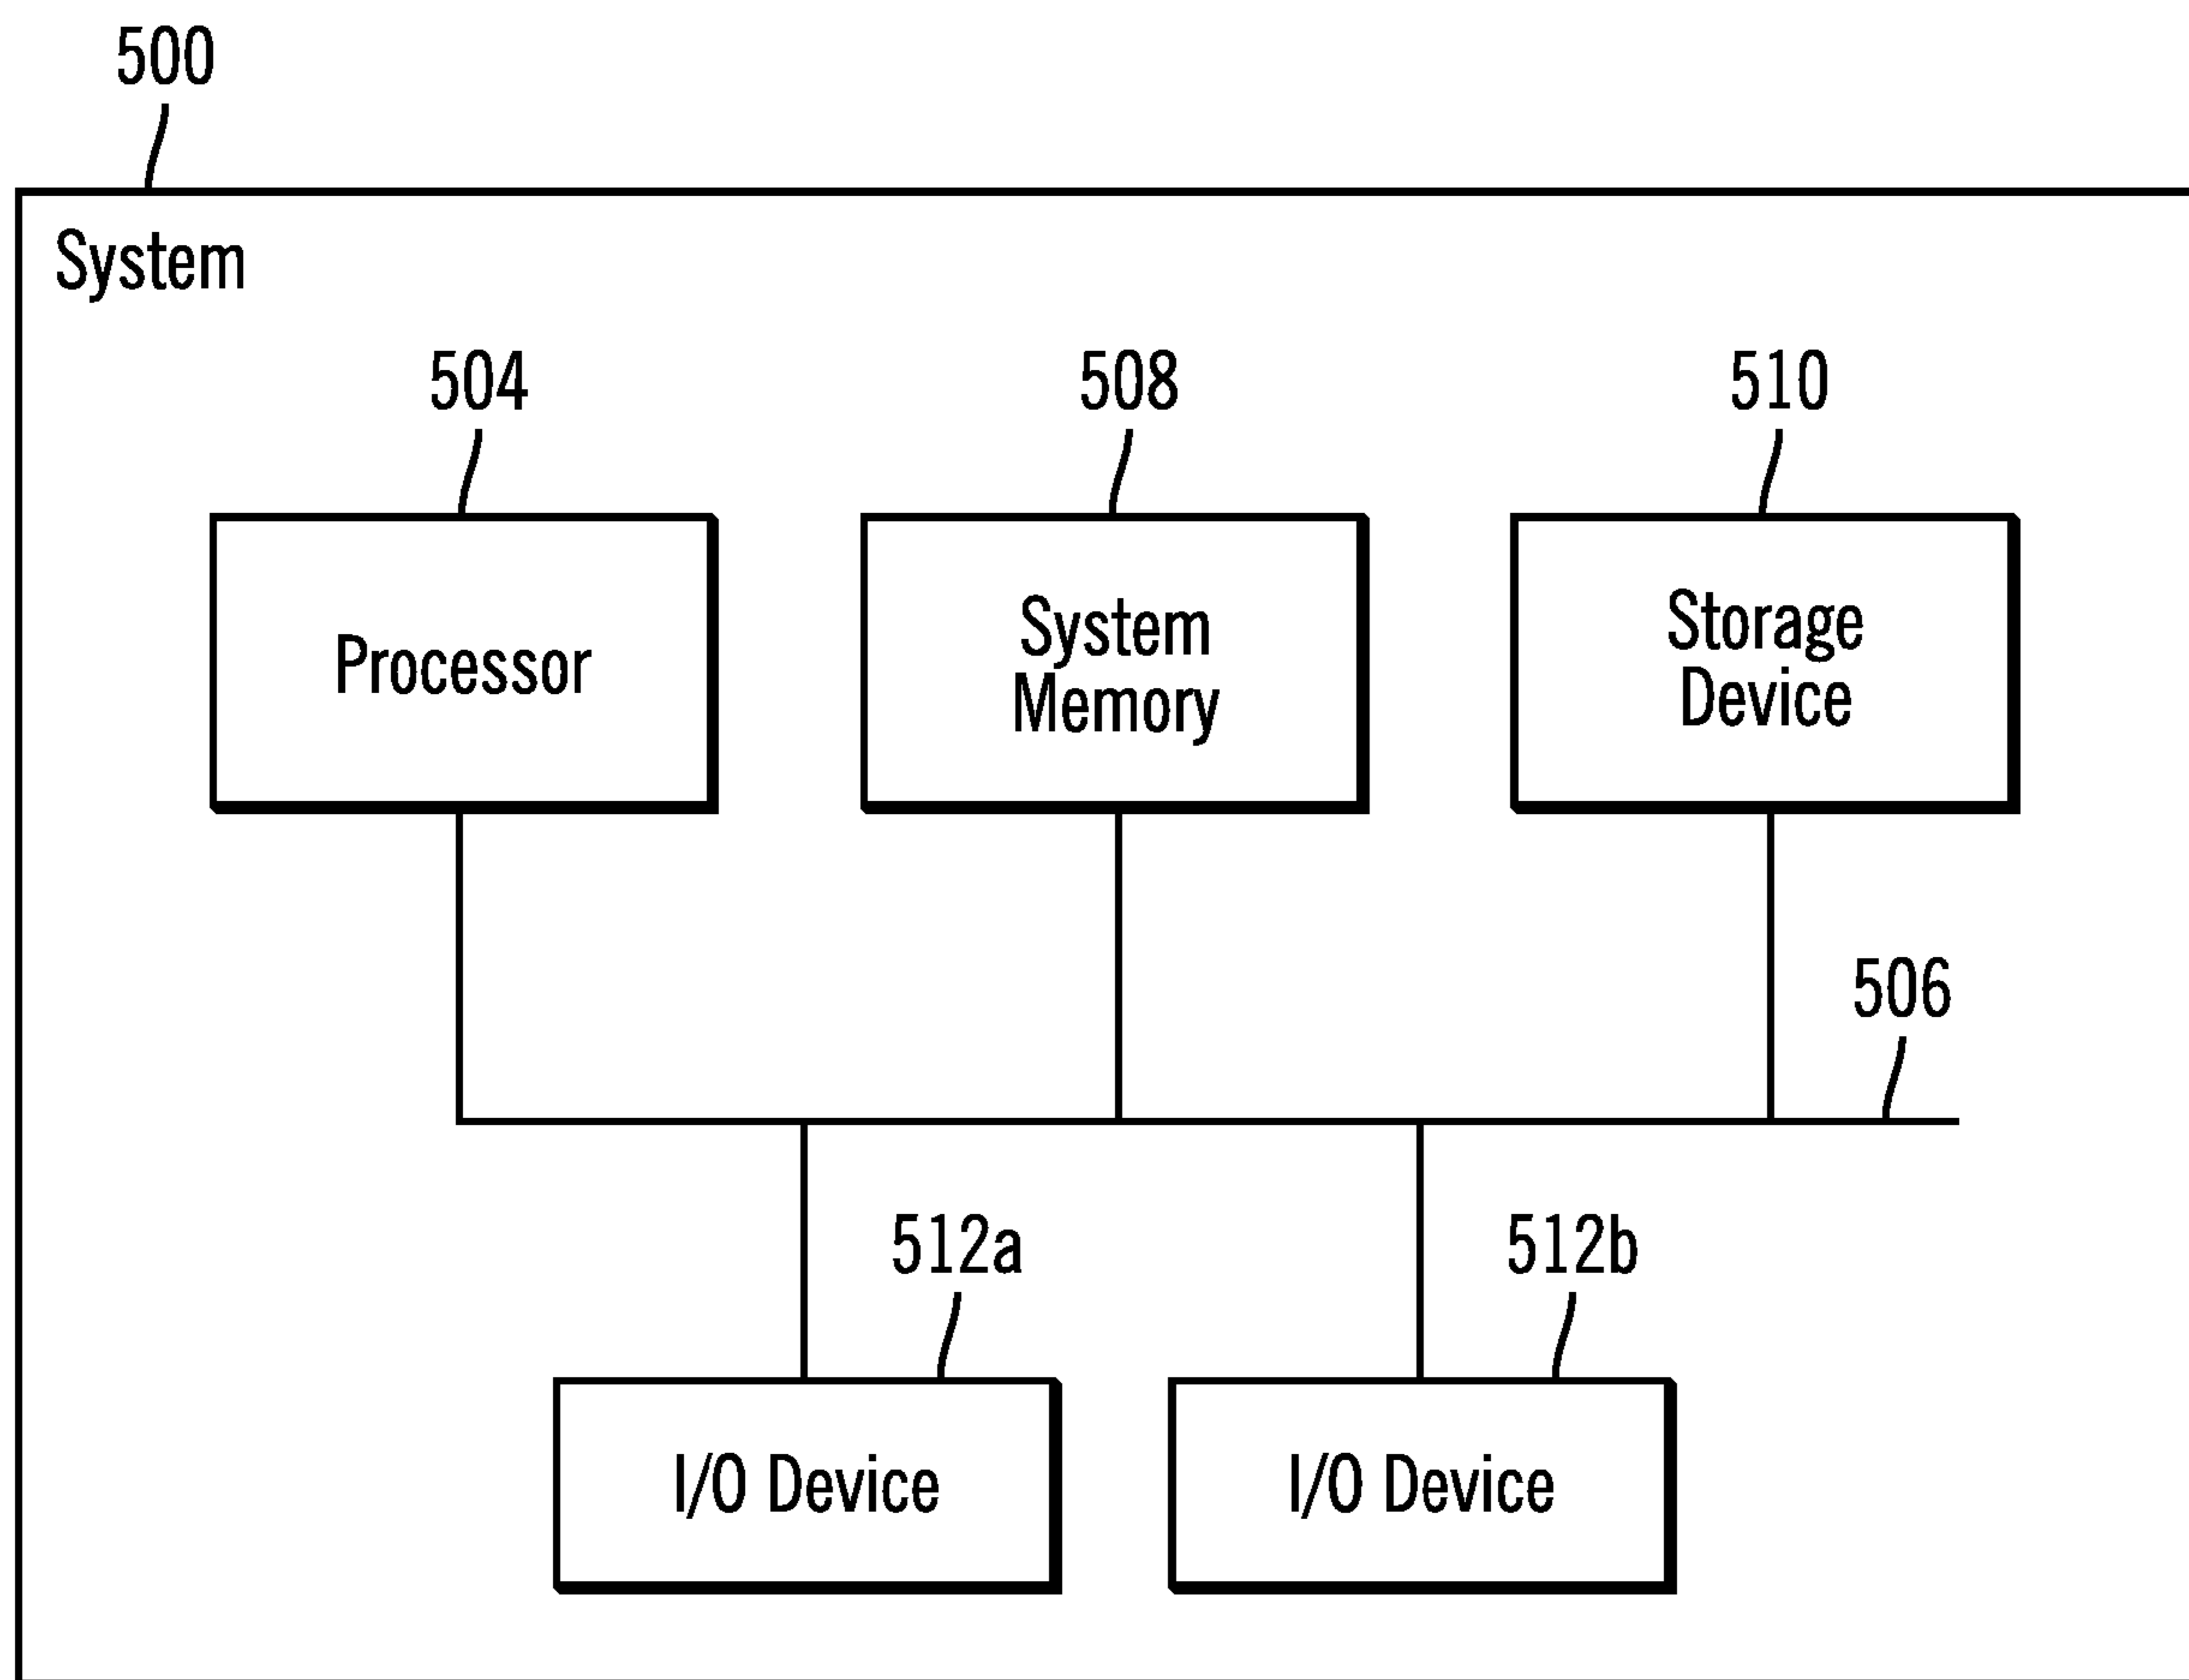 500
System
504
508
510
Processor
System
Memory
Storage
Device
506
512a
512b
I/O Device
I/O Device